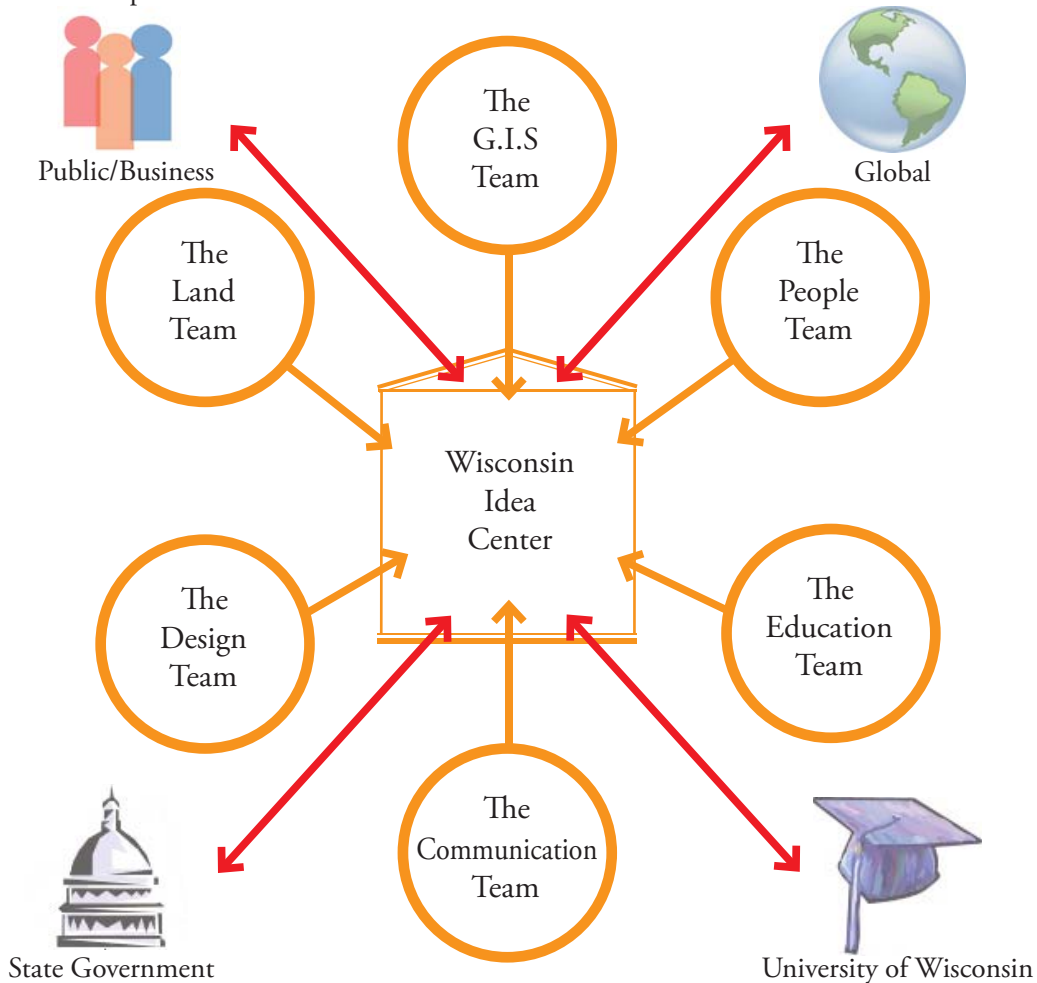 Public/Business
The
G.I.S
Team
Global
The
Land
Team
The
People
Team
Wisconsin
Idea
Center
The
Design
Team
The
Education
Team
The
Communication
Team
State Government
University of Wisconsin